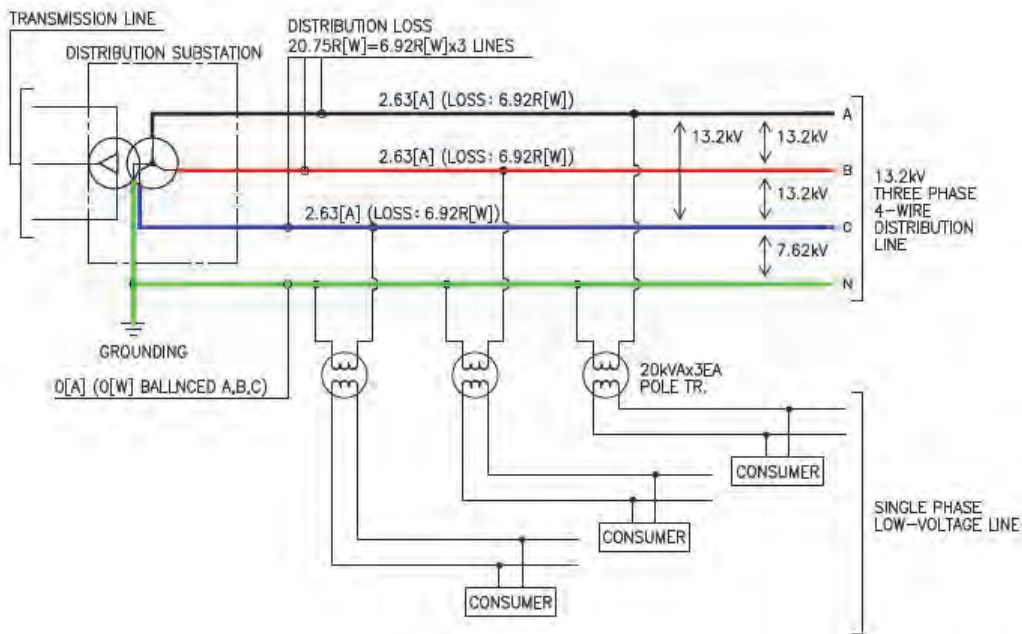 TRANSMISSION LINE
DISTRIBUTION SUBSTATION
DISTRIBUTION LOSS
20.75R[W]=6.92R[W]x3 LINES
2.63[A] (LOSS: 6.92R[W])
A
13.2kV
13.2kV
2.63[A] (LOSS: 6.92R[W])
B
13.2kV
2.63[A] (LOSS: 6.92R[W])
C
7.62kV
N
13.2kV
THREE PHASE
4-WIRE
DISTRIBUTION
LINE
GROUNDING
0[A] (0[W] BALLNCED A,B,C)
20kVAx3EA
POLE TR.
CONSUMER
CONSUMER
CONSUMER
SINGLE PHASE
LOW-VOLTAGE LINE